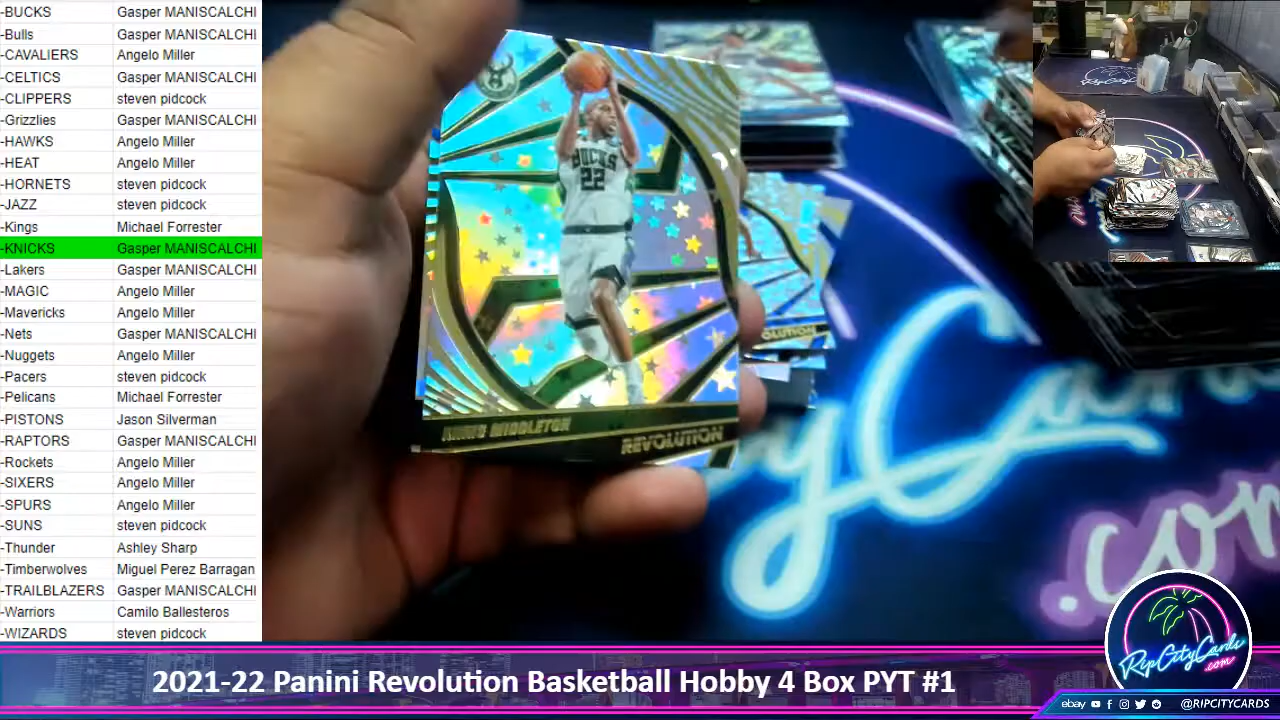 -BUCKS Gasper MANISCALCHI
-Bulls Gasper MANISCALCHI
-CAVALIERS Angelo Miller
-CELTICS Gasper MANISCALCHI
-CLIPPERS steven pidcock
-Grizzlies Gasper MANISCALCHI
-HAWKS Angelo Miller
-HEAT Angelo Miller
-HORNETS steven pidcock
-JAZZ steven pidcock
-Kings Michael Forrester
-KNICKS Gasper MANISCALCHI
-Lakers Gasper MANISCALCHI
-MAGIC Angelo Miller
-Mavericks Angelo Miller
-Nets Gasper MANISCALCHI
-Nuggets Angelo Miller
-Pacers steven pidcock
-Pelicans Michael Forrester
-PISTONS Jason Silverman
-RAPTORS Gasper MANISCALCHI
-Rockets Angelo Miller
-SIXERS Angelo Miller
-SPURS Angelo Miller
-SUNS steven pidcock
-Thunder Ashley Sharp
-Timberwolves Miguel Perez Barragan
-TRAILBLAZERS Gasper MANISCALCHI
-Warriors Camilo Ballesteros
-WIZARDS steven pidcock
BUCKS
22
KHRIS MIDDLETON
REVOLUTION
OLUTION
yCards
.com
RipCityCards
.com
2021-22 Panini Revolution Basketball Hobby 4 Box PYT #1
ebay @RIPCITYCARDS